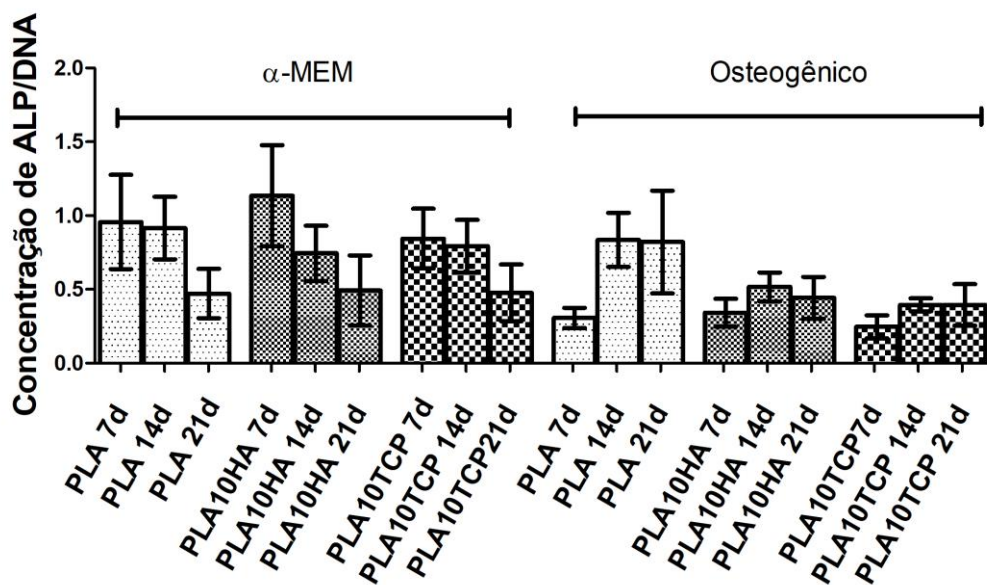 Concentração de ALP/DNA
2.0
1.5
1.0
0.5
0.0
α-MEM
Osteogênico
PLA 7d
PLA 14d
PLA 21d
PLA10HA 7d
PLA10HA 14d
PLA10HA 21d
PLA10TCP 7d
PLA10TCP 14d
PLA10TCP21d
PLA 7d
PLA 14d
PLA 21d
PLA10HA 7d
PLA10HA 14d
PLA10HA 21d
PLA10TCP7d
PLA10TCP 14d
PLA10TCP 21d